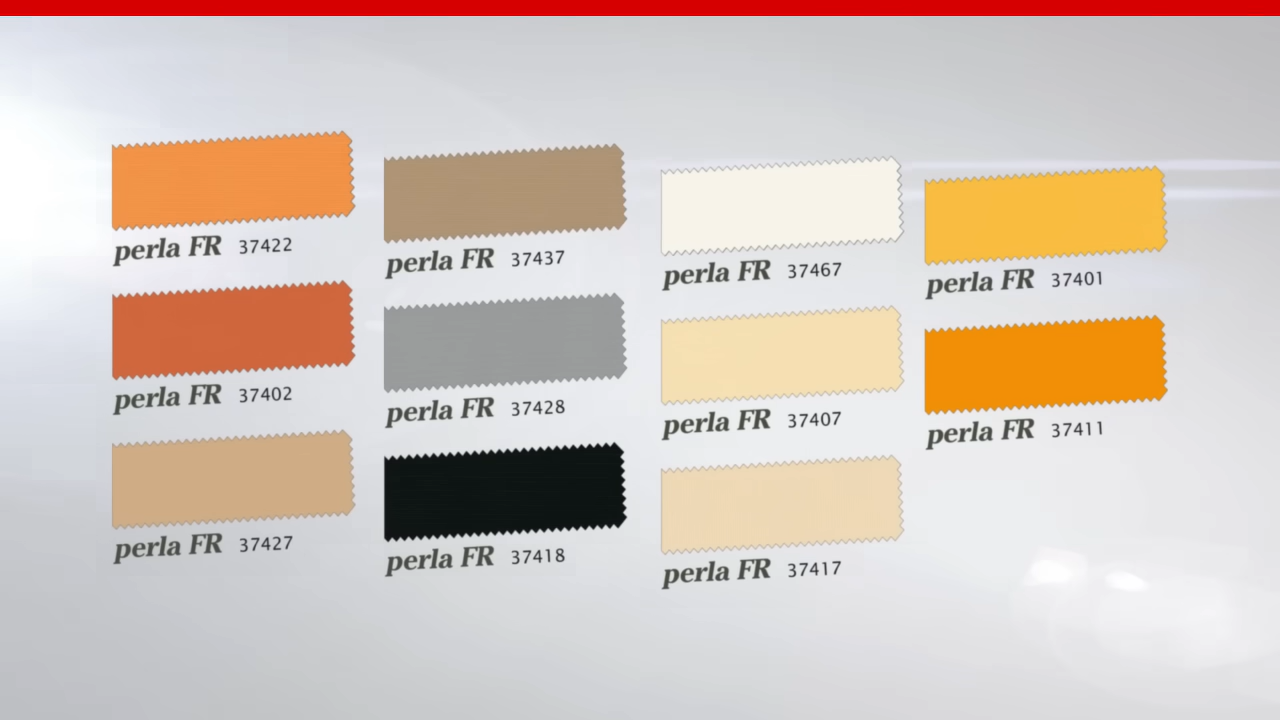 perla FR 37422
perla FR 37437
perla FR 37467
perla FR 37401
perla FR 37402
perla FR 37428
perla FR 37407
perla FR 37411
perla FR 37427
perla FR 37418
perla FR 37417